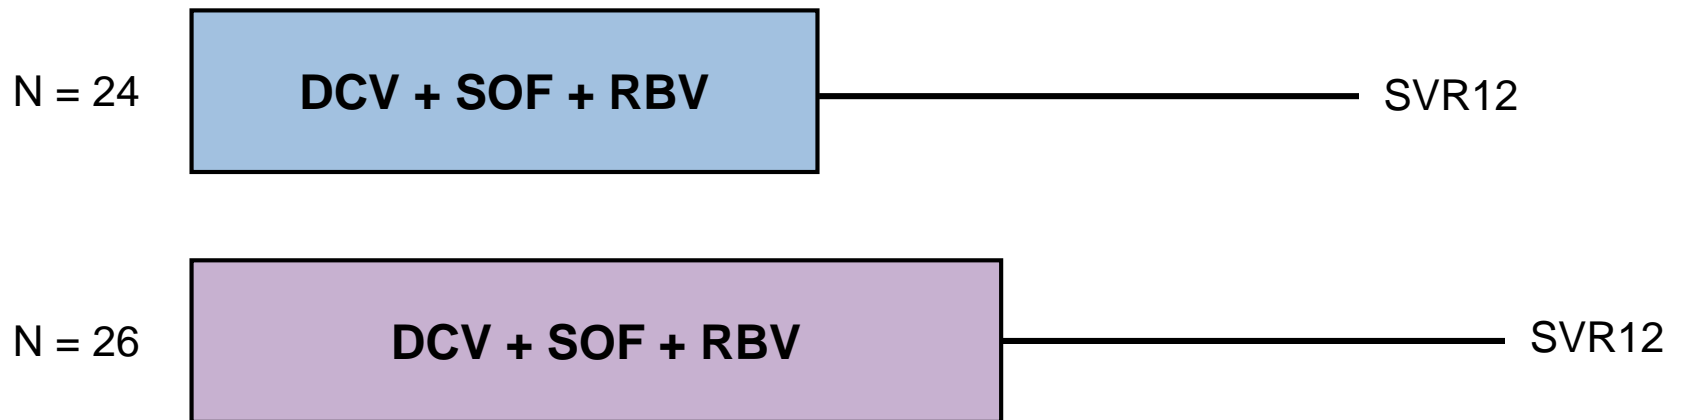 N = 24 DCV + SOF + RBV SVR12
N = 26 DCV + SOF + RBV SVR12